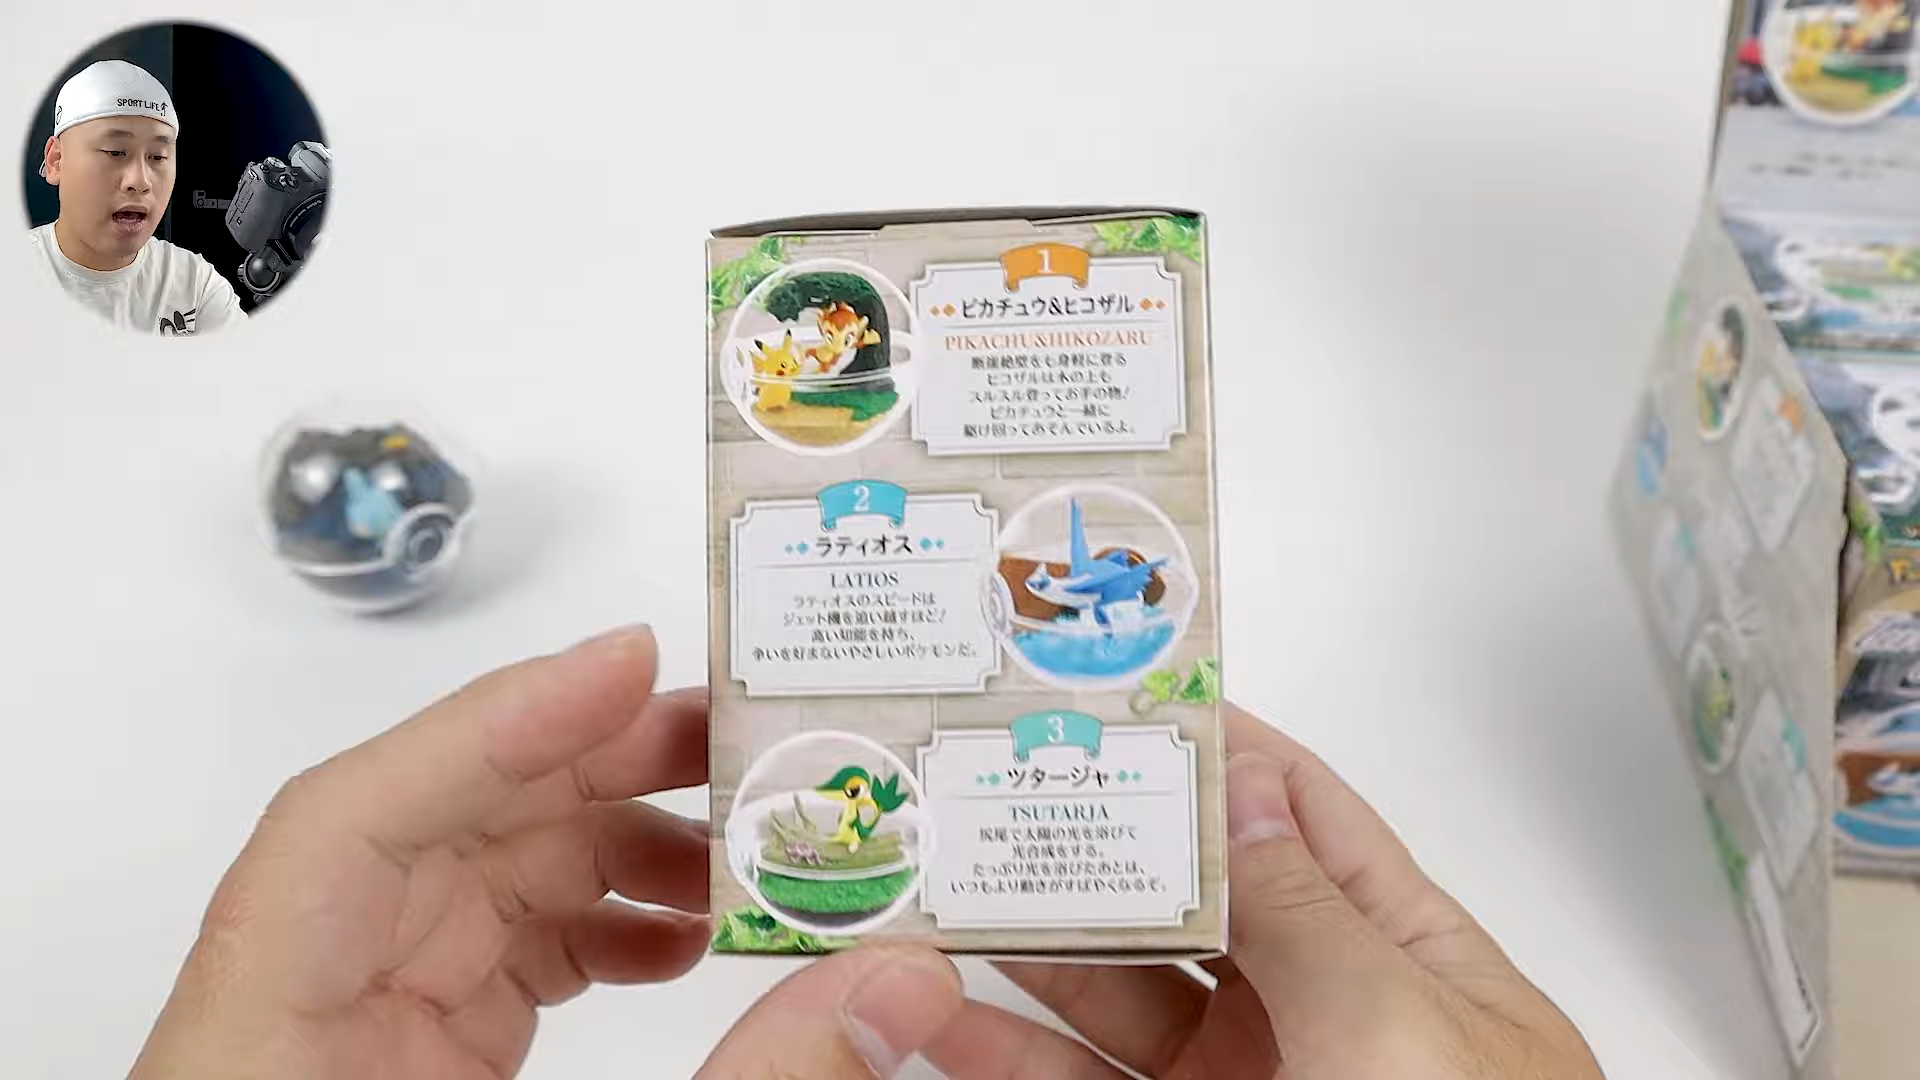 SPORT LiFE
1
ピカチュウ&ヒコザル
PIKACHU&HIKOZARU
断崖絶壁をも身軽に登る
ヒコザルは木の上も
スルスル登ってお手の物!
ピカチュウと一緒に
駆け回ってあそんでいるよ。
2
ラティオス
LATIOS
ラティオスのスピードは
ジェット機を追い越すほど!
高い知能を持ち、
争いを好まないやさしいポケモンだ。
3
ツタージャ
TSUTARJA
尻尾で太陽の光を浴びて
光合成をする。
たっぷり光を浴びたあとは、
いつもより動きがすばやくなるぞ。